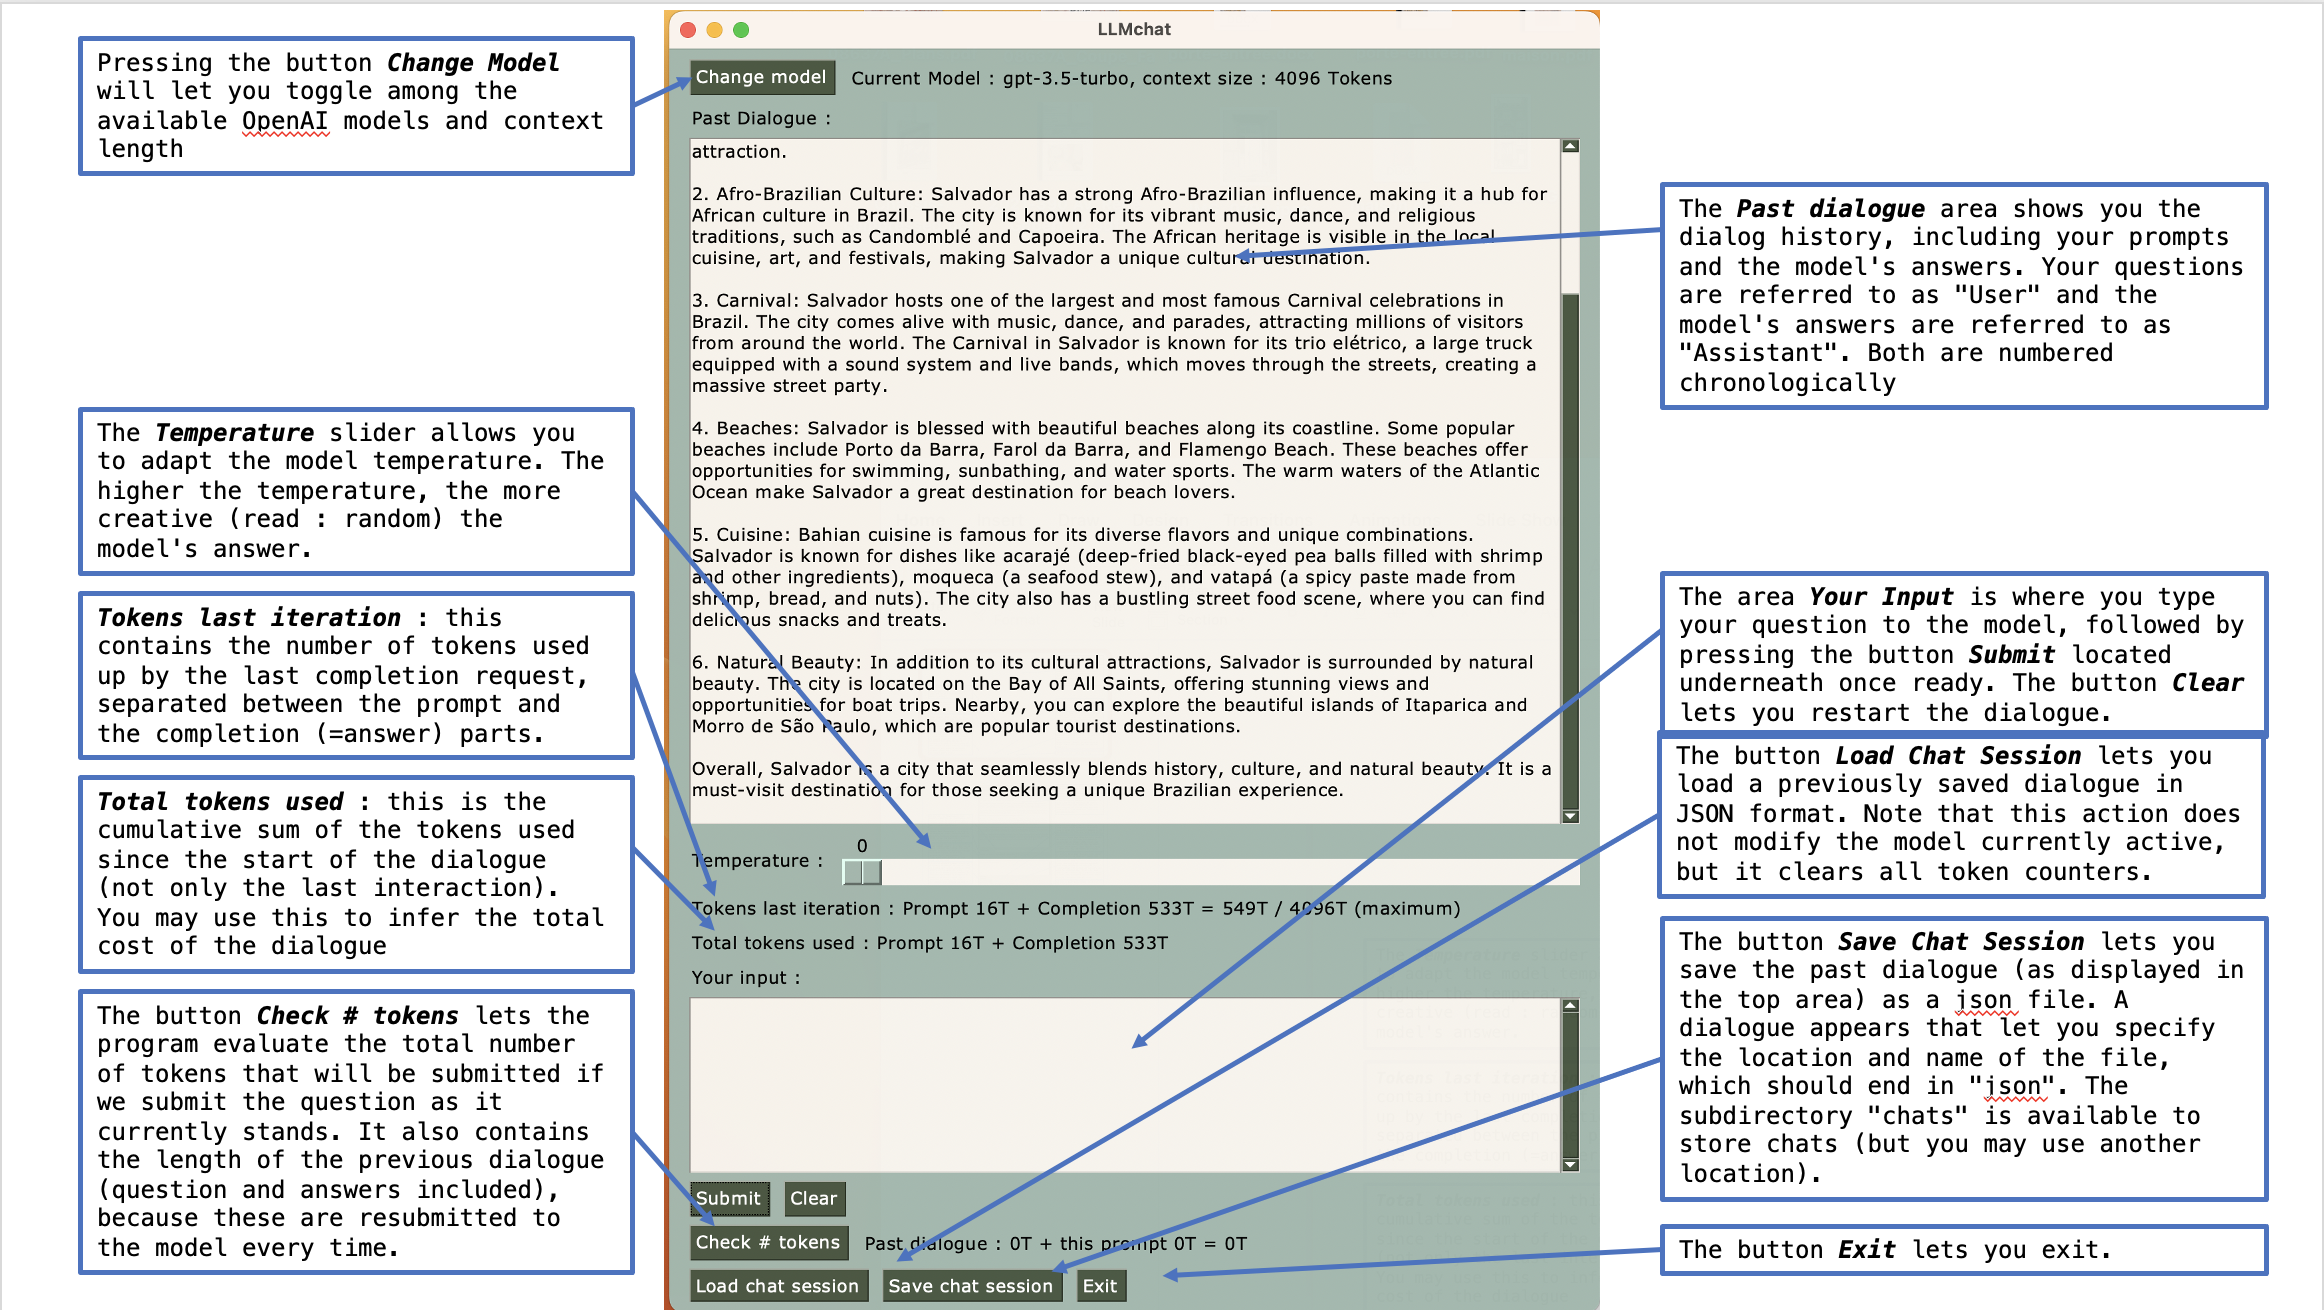 Pressing the button Change Model
will let you toggle among the
available OpenAI models and context
length
The Temperature slider allows you
to adapt the model temperature. The
higher the temperature, the more
creative (read : random) the
model's answer.
Tokens last iteration : this
contains the number of tokens used
up by the last completion request,
separated between the prompt and
the completion (=answer) parts.
Total tokens used : this is the
cumulative sum of the tokens used
since the start of the dialogue
(not only the last interaction).
You may use this to infer the total
cost of the dialogue
The button Check # tokens lets the
program evaluate the total number
of tokens that will be submitted if
we submit the question as it
currently stands. It also contains
the length of the previous dialogue
(question and answers included),
because these are resubmitted to
the model every time.
LLMchat
Change model Current Model : gpt-3.5-turbo, context size : 4096 Tokens
Past Dialogue :
attraction.
2. Afro-Brazilian Culture: Salvador has a strong Afro-Brazilian influence, making it a hub for
African culture in Brazil. The city is known for its vibrant music, dance, and religious
traditions, such as Candomblé and Capoeira. The African heritage is visible in the local
cuisine, art, and festivals, making Salvador a unique cultural destination.
3. Carnival: Salvador hosts one of the largest and most famous Carnival celebrations in
Brazil. The city comes alive with music, dance, and parades, attracting millions of visitors
from around the world. The Carnival in Salvador is known for its trio elétrico, a large truck
equipped with a sound system and live bands, which moves through the streets, creating a
massive street party.
4. Beaches: Salvador is blessed with beautiful beaches along its coastline. Some popular
beaches include Porto da Barra, Farol da Barra, and Flamengo Beach. These beaches offer
opportunities for swimming, sunbathing, and water sports. The warm waters of the Atlantic
Ocean make Salvador a great destination for beach lovers.
5. Cuisine: Bahian cuisine is famous for its diverse flavors and unique combinations.
Salvador is known for dishes like acarajé (deep-fried black-eyed pea balls filled with shrimp
and other ingredients), moqueca (a seafood stew), and vatapá (a spicy paste made from
shrimp, bread, and nuts). The city also has a bustling street food scene, where you can find
delicious snacks and treats.
6. Natural Beauty: In addition to its cultural attractions, Salvador is surrounded by natural
beauty. The city is located on the Bay of All Saints, offering stunning views and
opportunities for boat trips. Nearby, you can explore the beautiful islands of Itaparica and
Morro de São Paulo, which are popular tourist destinations.
Overall, Salvador is a city that seamlessly blends history, culture, and natural beauty. It is a
must-visit destination for those seeking a unique Brazilian experience.
0
Temperature :
Tokens last iteration : Prompt 16T + Completion 533T = 549T / 4096T (maximum)
Total tokens used : Prompt 16T + Completion 533T
Your input :
Submit Clear
Check # tokens Past dialogue : 0T + this prompt 0T = 0T
Load chat session Save chat session Exit
The Past dialogue area shows you the
dialog history, including your prompts
and the model's answers. Your questions
are referred to as "User" and the
model's answers are referred to as
"Assistant". Both are numbered
chronologically
The area Your Input is where you type
your question to the model, followed by
pressing the button Submit located
underneath once ready. The button Clear
lets you restart the dialogue.
The button Load Chat Session lets you
load a previously saved dialogue in
JSON format. Note that this action does
not modify the model currently active,
but it clears all token counters.
The button Save Chat Session lets you
save the past dialogue (as displayed in
the top area) as a json file. A
dialogue appears that let you specify
the location and name of the file,
which should end in "json". The
subdirectory "chats" is available to
store chats (but you may use another
location).
The button Exit lets you exit.